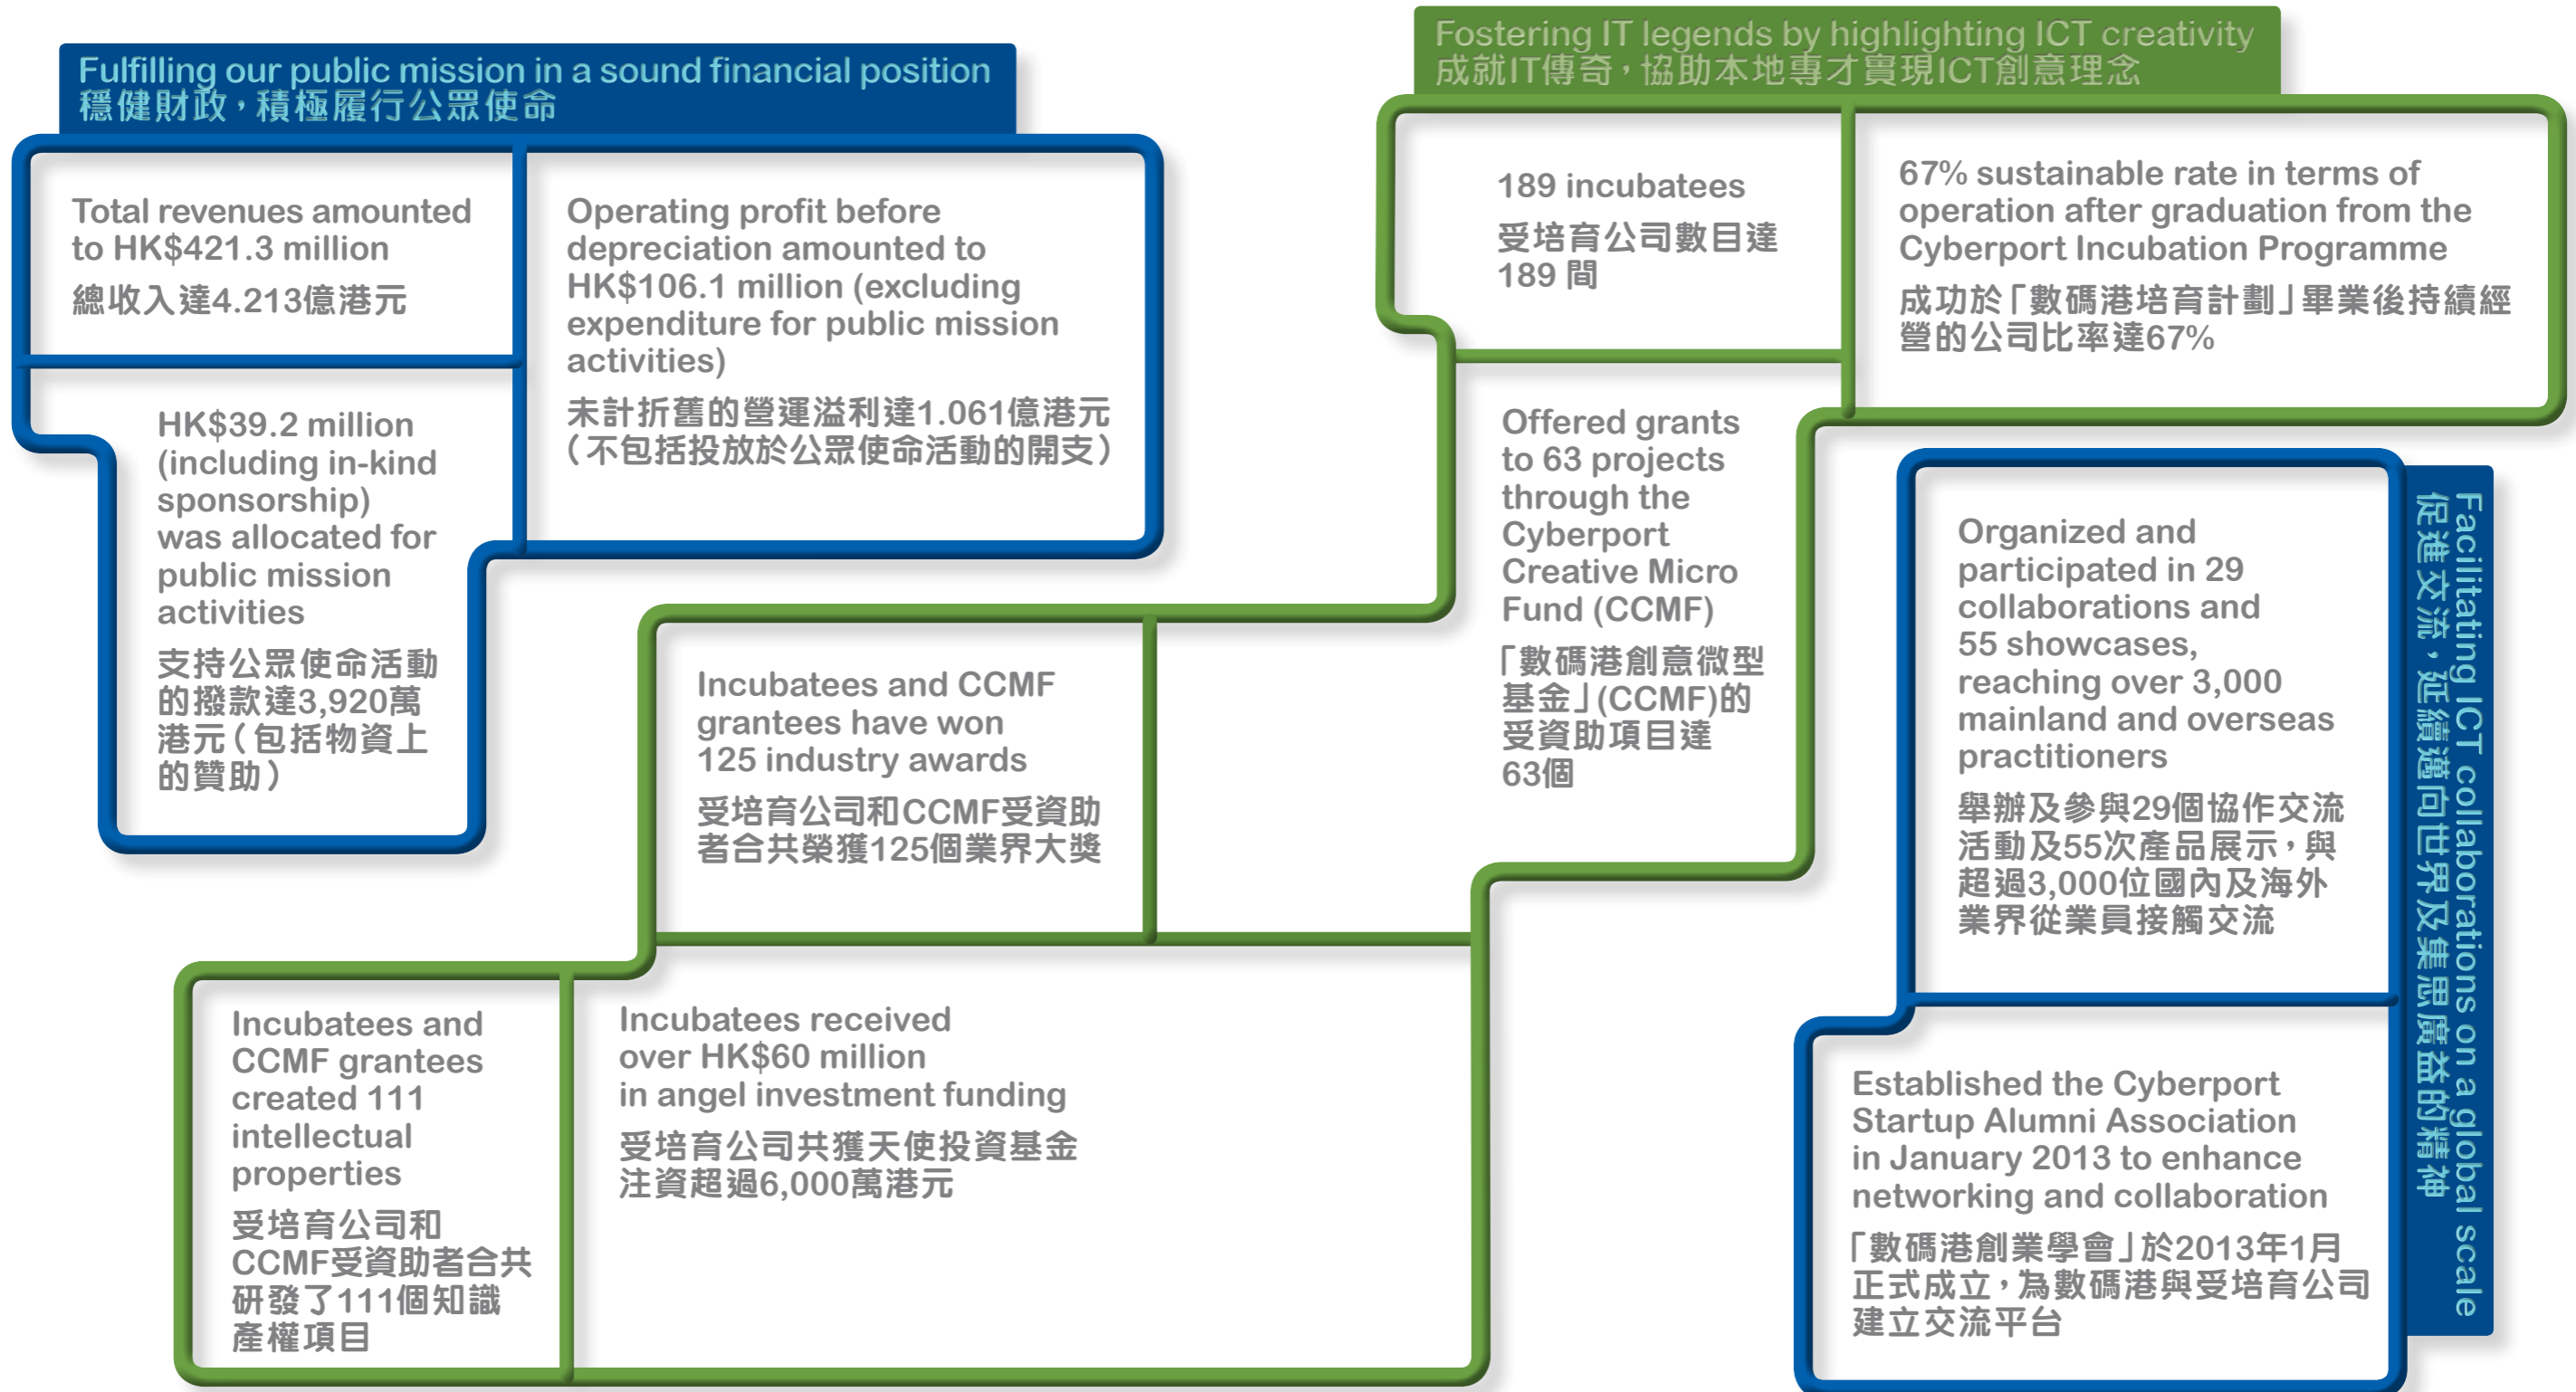 Fulfilling our public mission in a sound financial position
穩健財政，積極履行公眾使命
Total revenues amounted
to HK$421.3 million
總收入達4.213億港元
Operating profit before
depreciation amounted to
HK$106.1 million (excluding
expenditure for public mission
activities)
未計折舊的營運溢利達1.061億港元
（不包括投放於公眾使命活動的開支）
HK$39.2 million
(including in-kind
sponsorship)
was allocated for
public mission
activities
支持公眾使命活動
的撥款達3,920萬
港元（包括物資上
的贊助）
Fostering IT legends by highlighting ICT creativity
成就IT傳奇，協助本地專才實現ICT創意理念
189 incubatees
受培育公司數目達
189 間
67% sustainable rate in terms of
operation after graduation from the
Cyberport Incubation Programme
成功於「數碼港培育計劃」畢業後持續經
營的公司比率達67%
Offered grants
to 63 projects
through the
Cyberport
Creative Micro
Fund (CCMF)
「數碼港創意微型
基金」(CCMF)的
受資助項目達
63個
Incubatees and CCMF
grantees have won
125 industry awards
受培育公司和CCMF受資助
者合共榮獲125個業界大獎
Incubatees and
CCMF grantees
created 111
intellectual
properties
受培育公司和
CCMF受資助者合共
研發了111個知識
產權項目
Incubatees received
over HK$60 million
in angel investment funding
受培育公司共獲天使投資基金
注資超過6,000萬港元
Facilitating ICT collaborations on a global scale
促進交流，延續邁向世界及集思廣益的精神
Organized and
participated in 29
collaborations and
55 showcases,
reaching over 3,000
mainland and overseas
practitioners
舉辦及參與29個協作交流
活動及55次產品展示，與
超過3,000位國內及海外
業界從業員接觸交流
Established the Cyberport
Startup Alumni Association
in January 2013 to enhance
networking and collaboration
「數碼港創業學會」於2013年1月
正式成立，為數碼港與受培育公司
建立交流平台